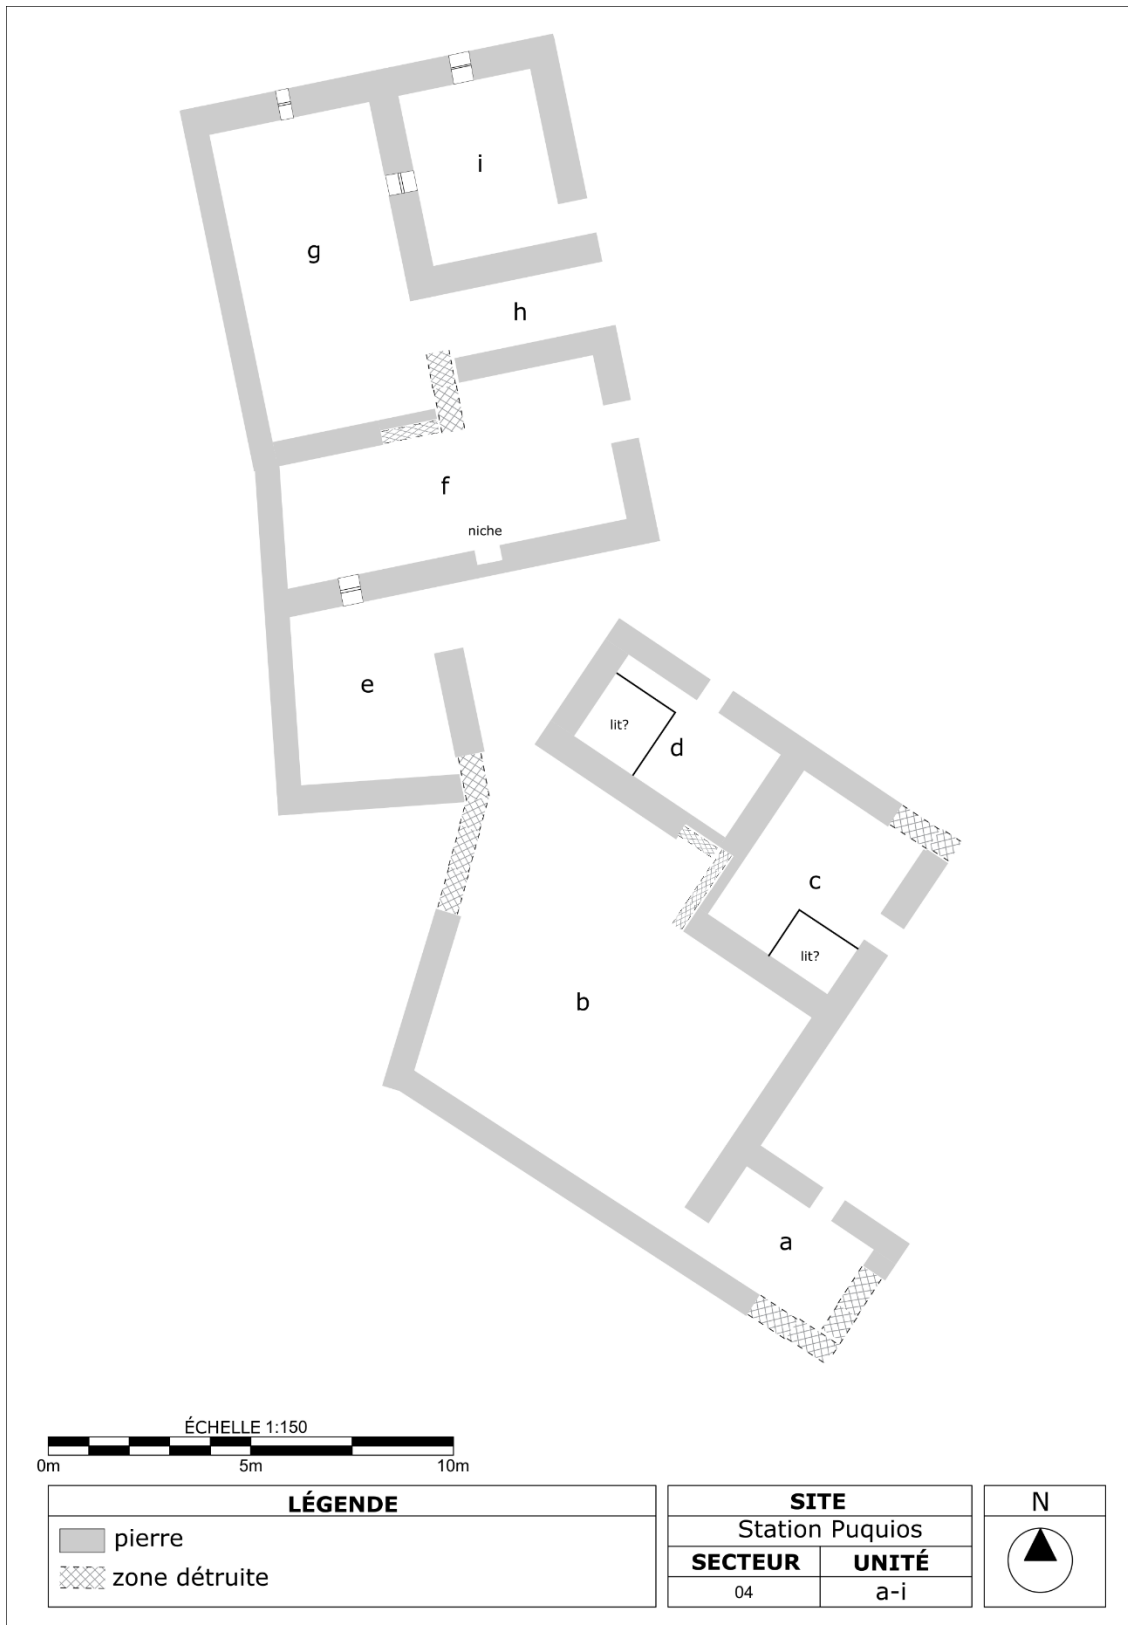 i
g
h
f
niche
e
lit?
d
c
lit?
b
a
ÉCHELLE 1:150
0m 5m 10m
LÉGENDE
pierre
zone détruite
SITE
Station Puquios
SECTEUR UNITÉ
04 a-i
N